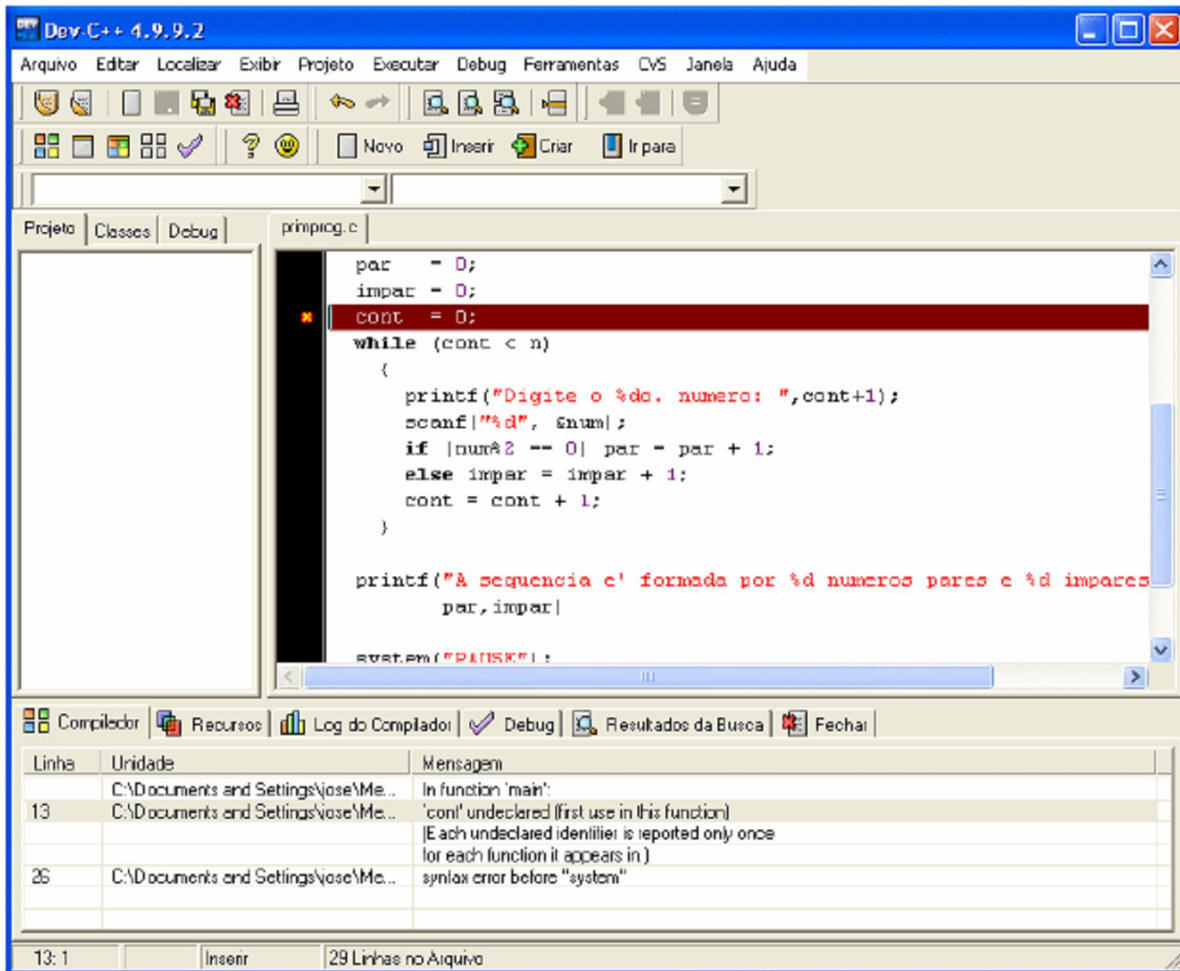 Dev-C++ 4.9.9.2
Arquivo Editar Localizar Exibir Projeto Executar Debug Ferramentas CVS Janela Ajuda
Novo Inserir Criar Ir para
Projeto Classes Debug primprog.c
par = 0;
impar = 0;
cont = 0;
while (cont < n)
{
printf("Digite o %do. numero: ",cont+1);
scanf("%d", &num);
if (num%2 == 0) par = par + 1;
else impar = impar + 1;
cont = cont + 1;
}
printf("A sequencia e' formada por %d numeros pares e %d impares
par,impar)
system("PAUSE");
Compilador Recursos Log do Compilador Debug Resultados da Busca Fechar
Linha Unidade Mensagem
C:\Documents and Settings\jose\Me... In function 'main':
13 C:\Documents and Settings\jose\Me... 'cont' undeclared (first use in this function)
(Each undeclared identifier is reported only once
for each function it appears in.)
26 C:\Documents and Settings\jose\Me... syntax error before "system"
13: 1 Inserir 29 Linhas no Arquivo